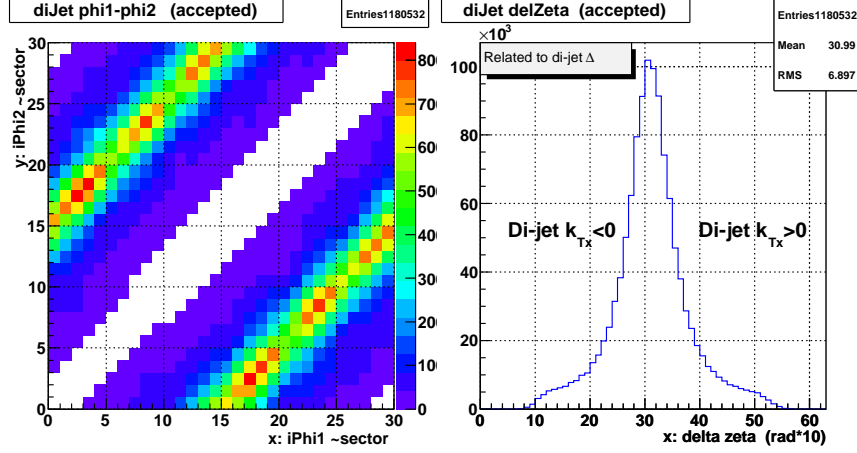 diJet phi1-phi2 (accepted)
Entries1180532
y: iPhi2 ~sector
30
25
20
15
10
5
0
0 5 10 15 20 25 30
x: iPhi1 ~sector
800
700
600
500
400
300
200
100
0
diJet delZeta (accepted)
Entries1180532
Mean 30.99
RMS 6.897
×10³
Related to di-jet Δ
100
80
60
40
20
0
Di-jet k_Tx<0
Di-jet k_Tx>0
0 10 20 30 40 50 60
x: delta zeta (rad*10)